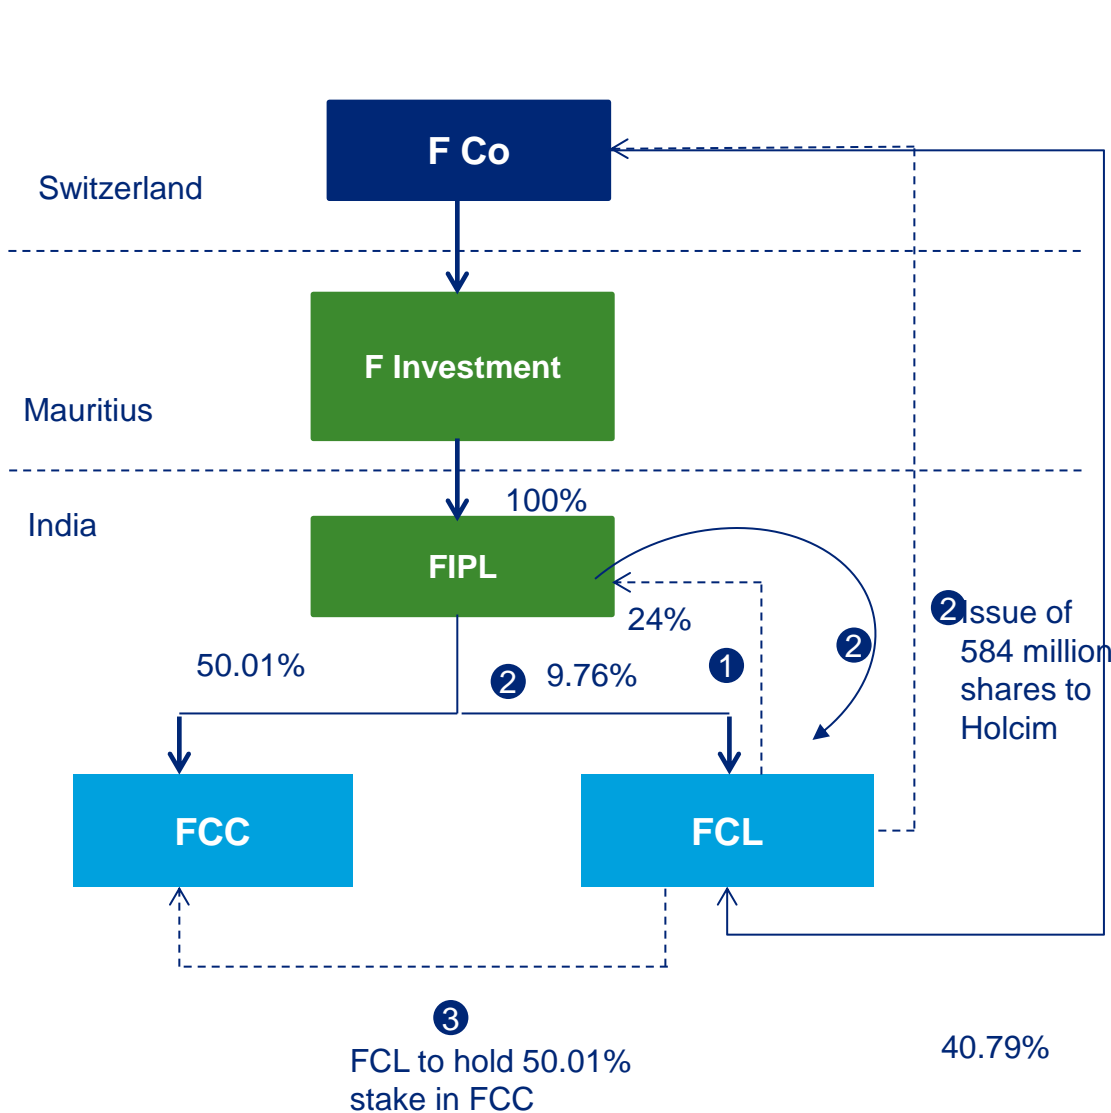 F Co
Switzerland
F Investment
Mauritius
100%
India
FIPL
24%
2
Issue of
584 million
shares to
Holcim
50.01%
2
9.76%
1
2
FCC
FCL
3
FCL to hold 50.01%
stake in FCC
40.79%